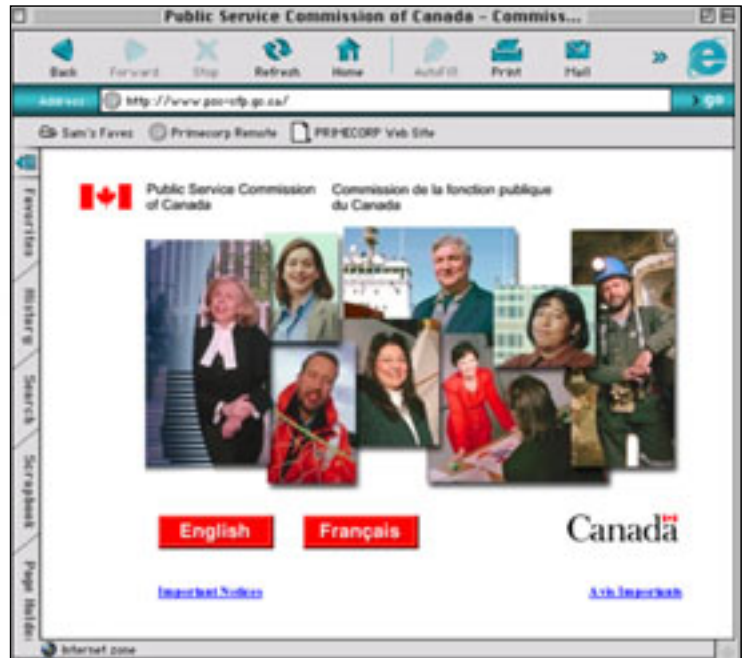 Public Service Commission of Canada – Commiss...
Back Forward Stop Refresh Home AutoFill Print Mail »
Address http://www.psc-cfp.gc.ca/ go
Sam's Faves Primecorp Remote PRIMECORP Web Site
Favorites
History
Search
Scrapbook
Page Holder
Public Service Commission
of Canada
Commission de la fonction publique
du Canada
English Français Canada
Important Notices Avis Importants
Internet zone